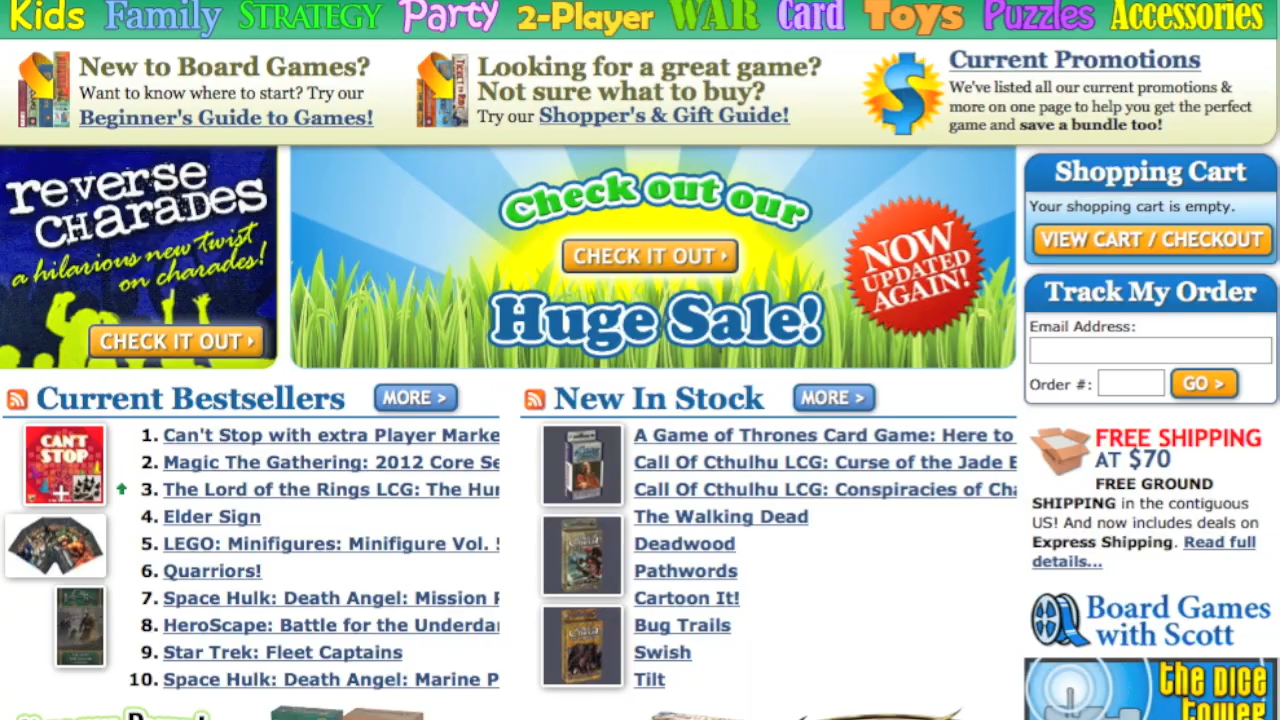 Kids Family STRATEGY Party 2-Player WAR Card Toys Puzzles Accessories
New to Board Games?
Want to know where to start? Try our
Beginner's Guide to Games!
Looking for a great game?
Not sure what to buy?
Try our Shopper's & Gift Guide!
Current Promotions
We've listed all our current promotions &
more on one page to help you get the perfect
game and save a bundle too!
reverse
CHARADES
a hilarious new twist
on charades!
CHECK IT OUT
Check out our
CHECK IT OUT
Huge Sale!
NOW
UPDATED
AGAIN!
Shopping Cart
Your shopping cart is empty.
VIEW CART / CHECKOUT
Track My Order
Email Address:
Order #:
GO >
Current Bestsellers
MORE >
CAN'T
STOP
1. Can't Stop with extra Player Marke
2. Magic The Gathering: 2012 Core Se
3. The Lord of the Rings LCG: The Hun
4. Elder Sign
5. LEGO: Minifigures: Minifigure Vol. 5
6. Quarriors!
7. Space Hulk: Death Angel: Mission P
8. HeroScape: Battle for the Underdar
9. Star Trek: Fleet Captains
10. Space Hulk: Death Angel: Marine P
New In Stock
MORE >
A Game of Thrones Card Game: Here to
Call Of Cthulhu LCG: Curse of the Jade E
Call Of Cthulhu LCG: Conspiracies of Cha
The Walking Dead
Deadwood
Pathwords
Cartoon It!
Bug Trails
Swish
Tilt
FREE SHIPPING
AT $70
FREE GROUND
SHIPPING in the contiguous
US! And now includes deals on
Express Shipping. Read full
details...
Board Games
with Scott
THE DICE
TOWER